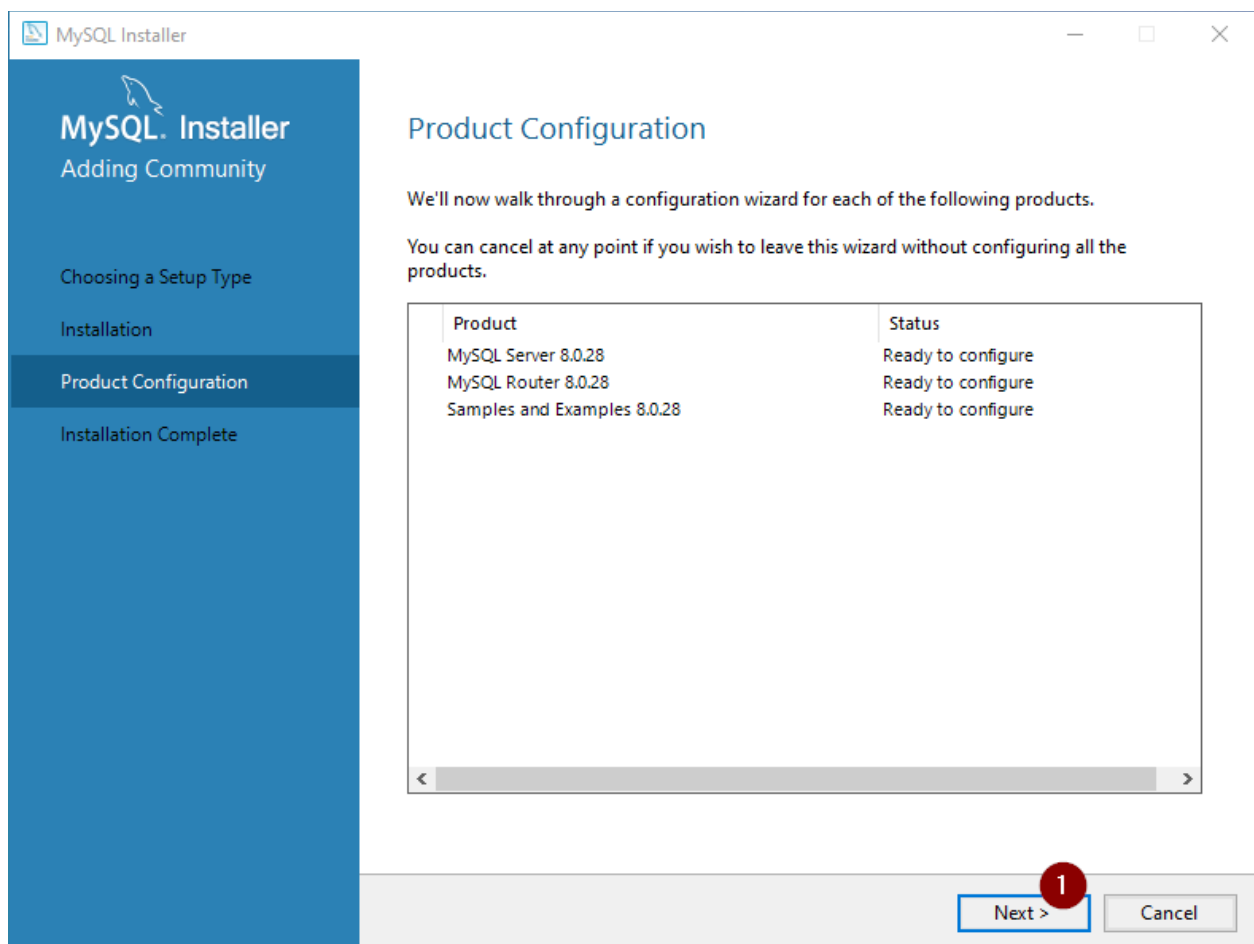 MySQL Installer
MySQL. Installer
Adding Community
Choosing a Setup Type
Installation
Product Configuration
Installation Complete
Product Configuration
We'll now walk through a configuration wizard for each of the following products.
You can cancel at any point if you wish to leave this wizard without configuring all the
products.
Product Status
MySQL Server 8.0.28 Ready to configure
MySQL Router 8.0.28 Ready to configure
Samples and Examples 8.0.28 Ready to configure
1
Next > Cancel